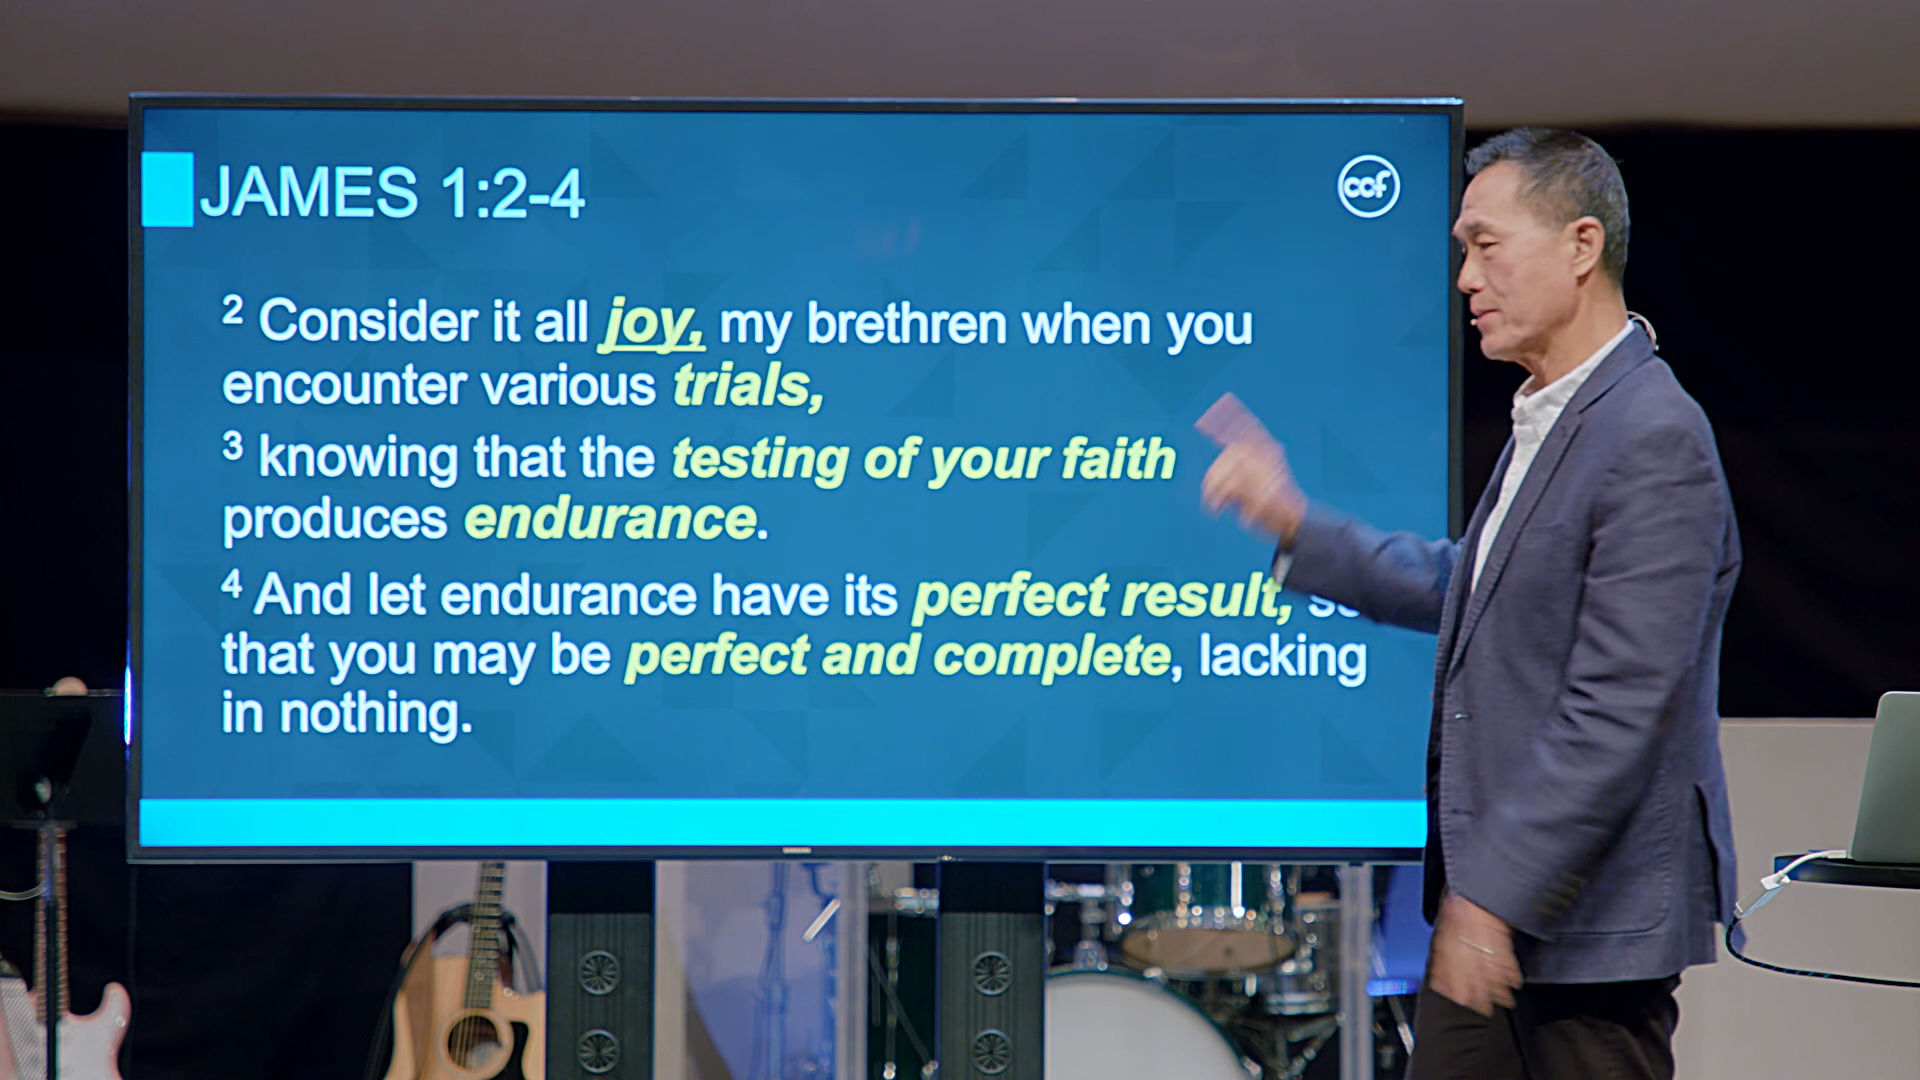 JAMES 1:2-4
ccf
2 Consider it all joy, my brethren when you
encounter various trials,
3 knowing that the testing of your faith
produces endurance.
4 And let endurance have its perfect result, so
that you may be perfect and complete, lacking
in nothing.
SAMSUNG